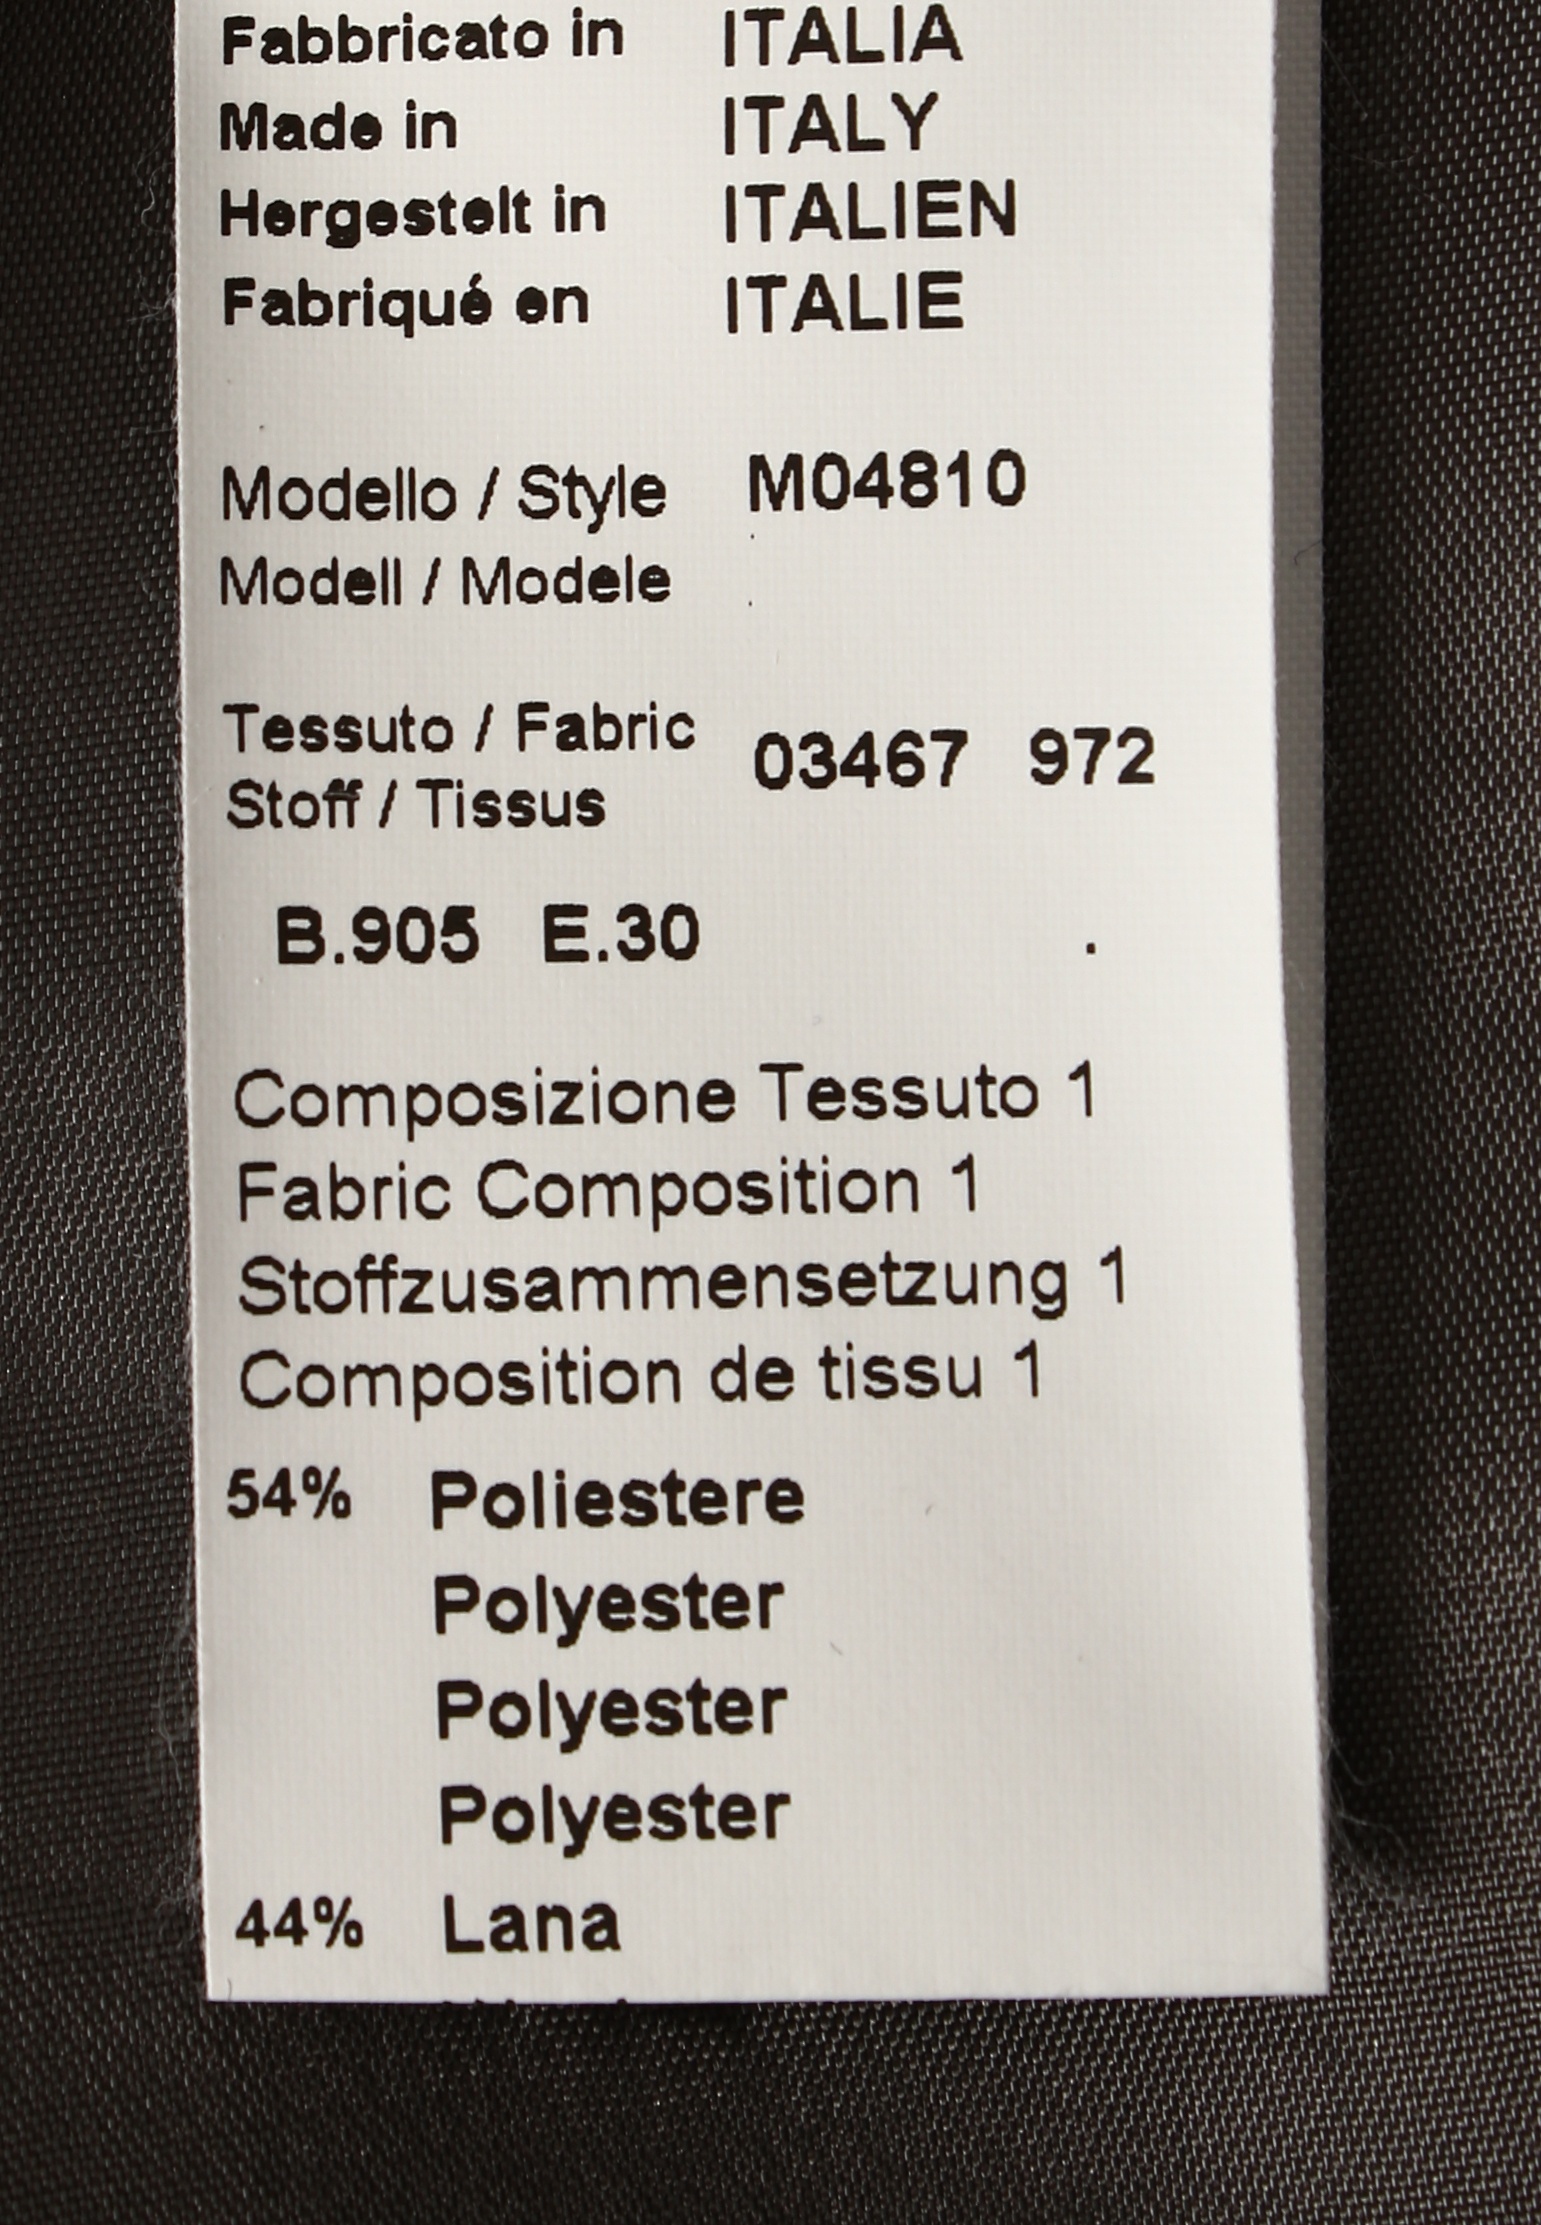 Fabbricato in ITALIA
Made in ITALY
Hergestelt in ITALIEN
Fabriqué en ITALIE
Modello / Style M04810
Modell / Modele
Tessuto / Fabric 03467 972
Stoff / Tissus
B.905 E.30 .
Composizione Tessuto 1
Fabric Composition 1
Stoffzusammensetzung 1
Composition de tissu 1
54% Poliestere
Polyester
Polyester
Polyester
44% Lana